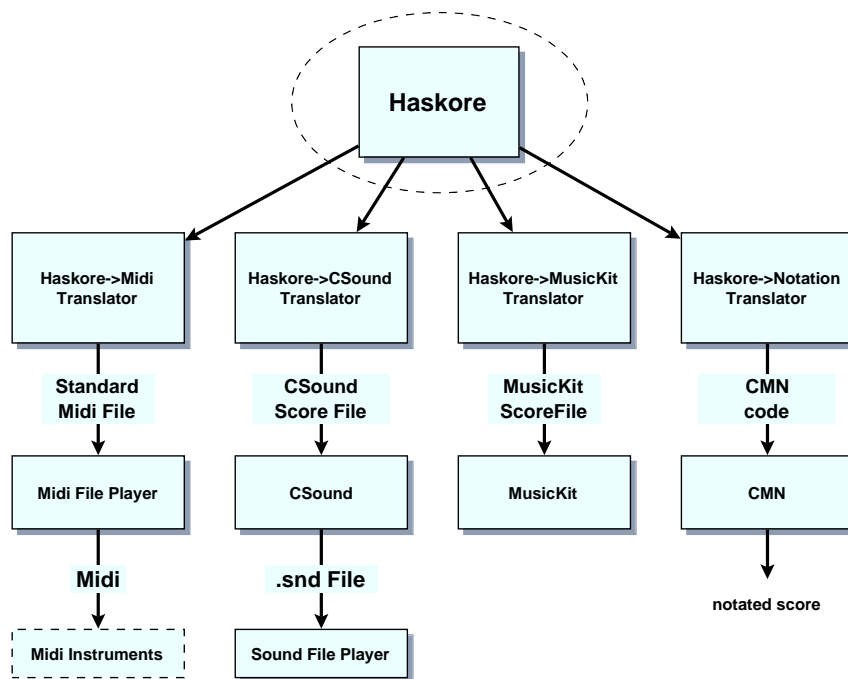 Haskore
Haskore->Midi
Translator
Haskore->CSound
Translator
Haskore->MusicKit
Translator
Haskore->Notation
Translator
Standard
Midi File
CSound
Score File
MusicKit
ScoreFile
CMN
code
Midi File Player
CSound
MusicKit
CMN
Midi
.snd File
notated score
Midi Instruments
Sound File Player